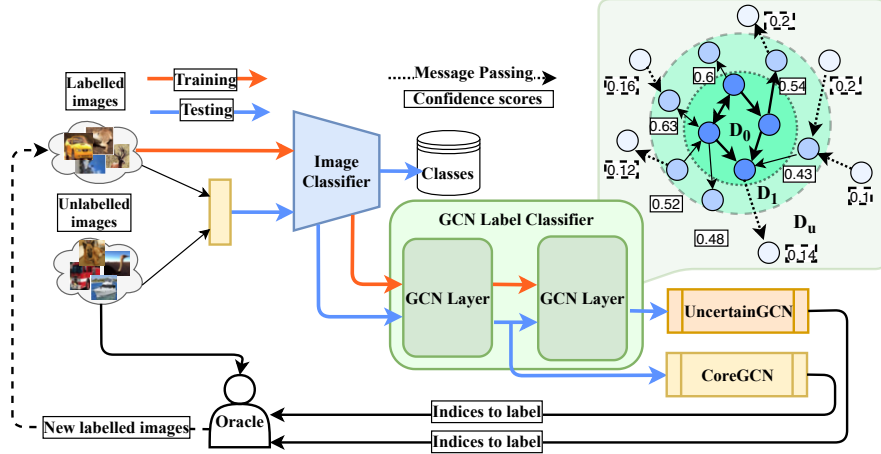 Labelled
images
Training
Testing
Message Passing
Confidence scores
Unlabelled
images
Image
Classifier
Classes
GCN Label Classifier
GCN Layer
GCN Layer
UncertainGCN
CoreGCN
Indices to label
Indices to label
Oracle
New labelled images
0.2
0.16
0.6
0.54
0.2
0.63
D0
0.12
0.43
0.52
D1
0.1
Du
0.48
0.14